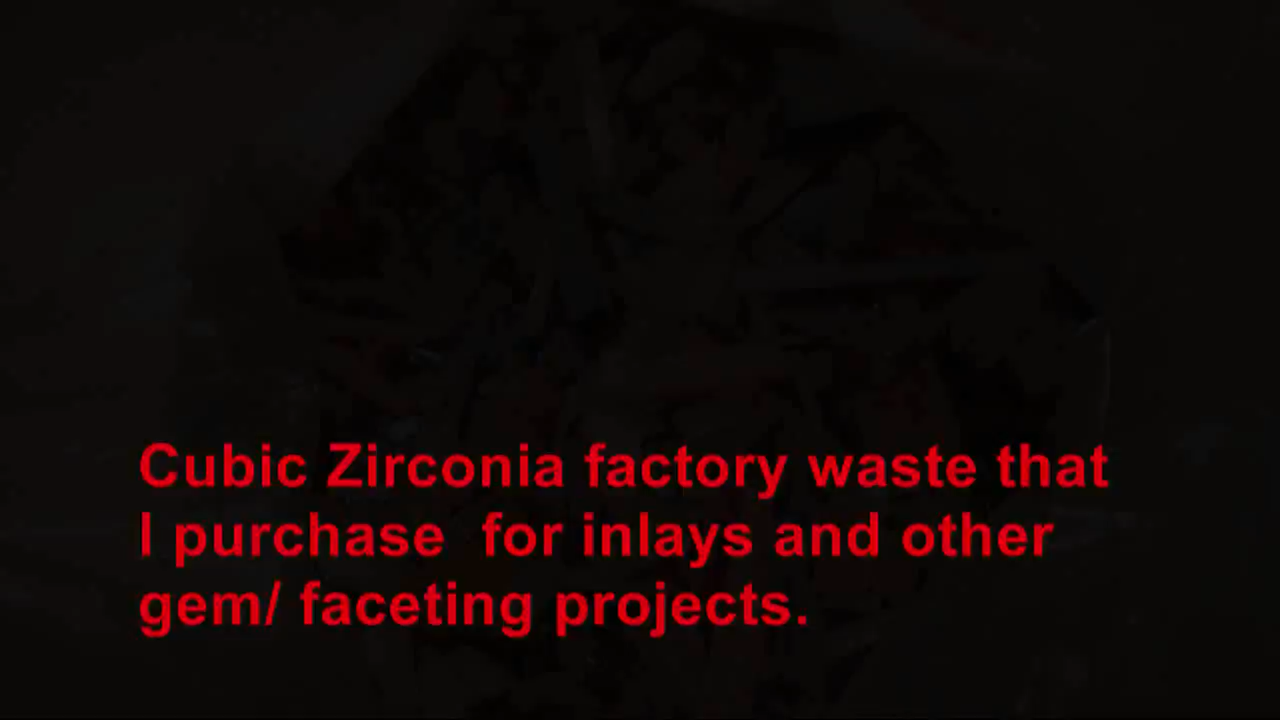 Cubic Zirconia factory waste that
I purchase  for inlays and other
gem/ faceting projects.